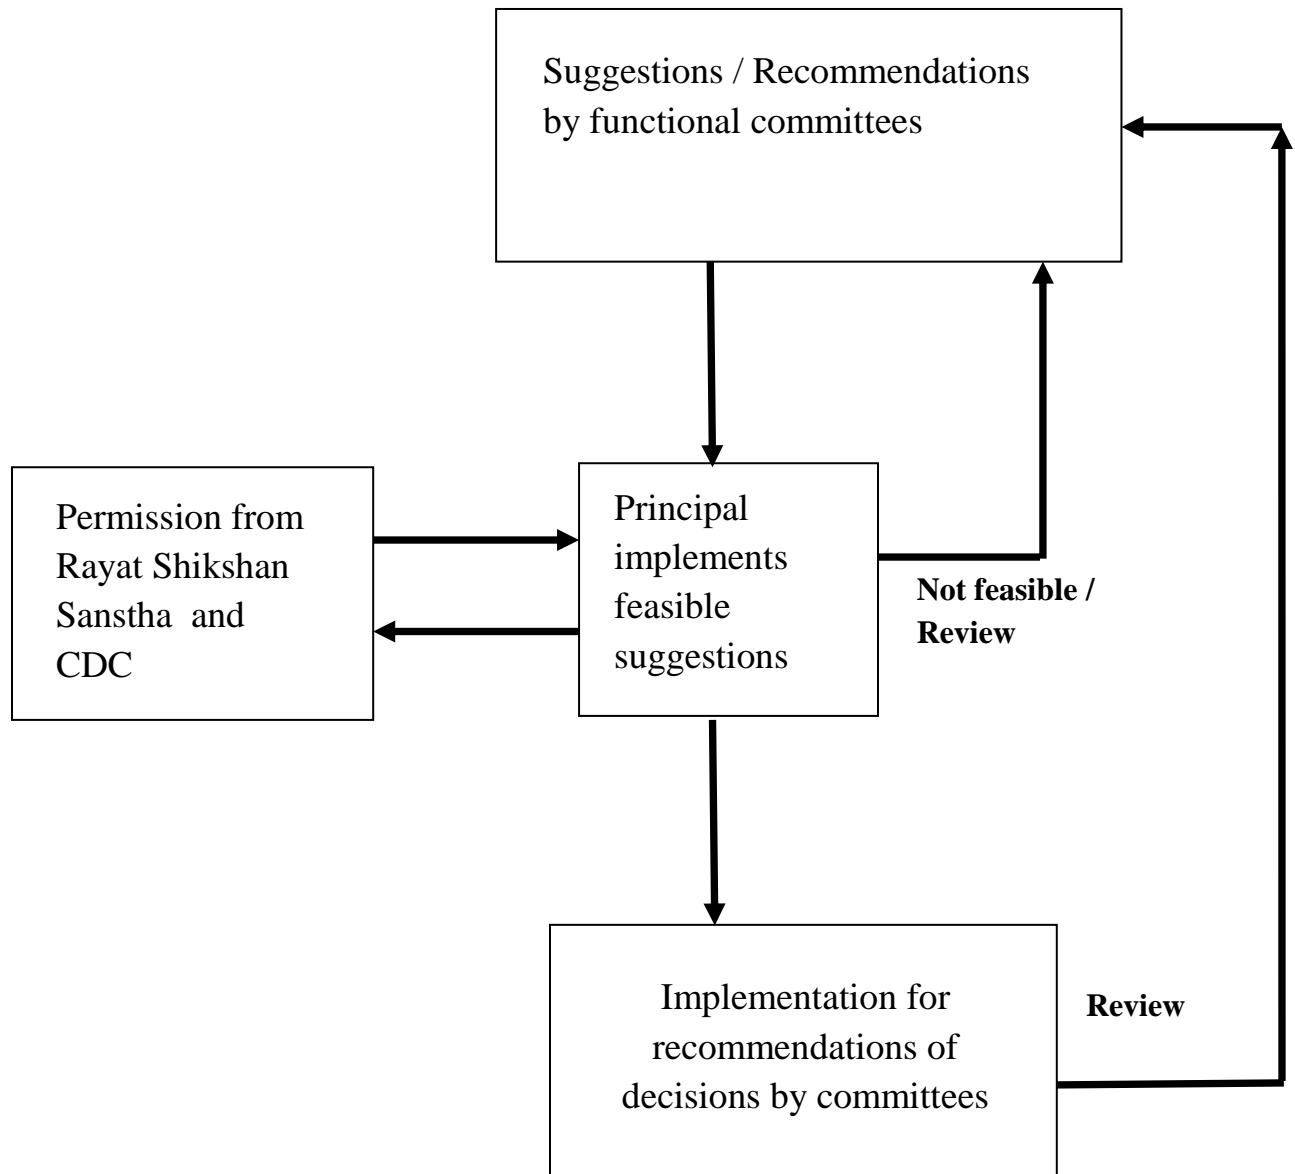 Suggestions / Recommendations
by functional committees
Permission from
Rayat Shikshan
Sanstha  and
CDC
Principal
implements
feasible
suggestions
Not feasible /
Review
Implementation for
recommendations of
decisions by committees
Review